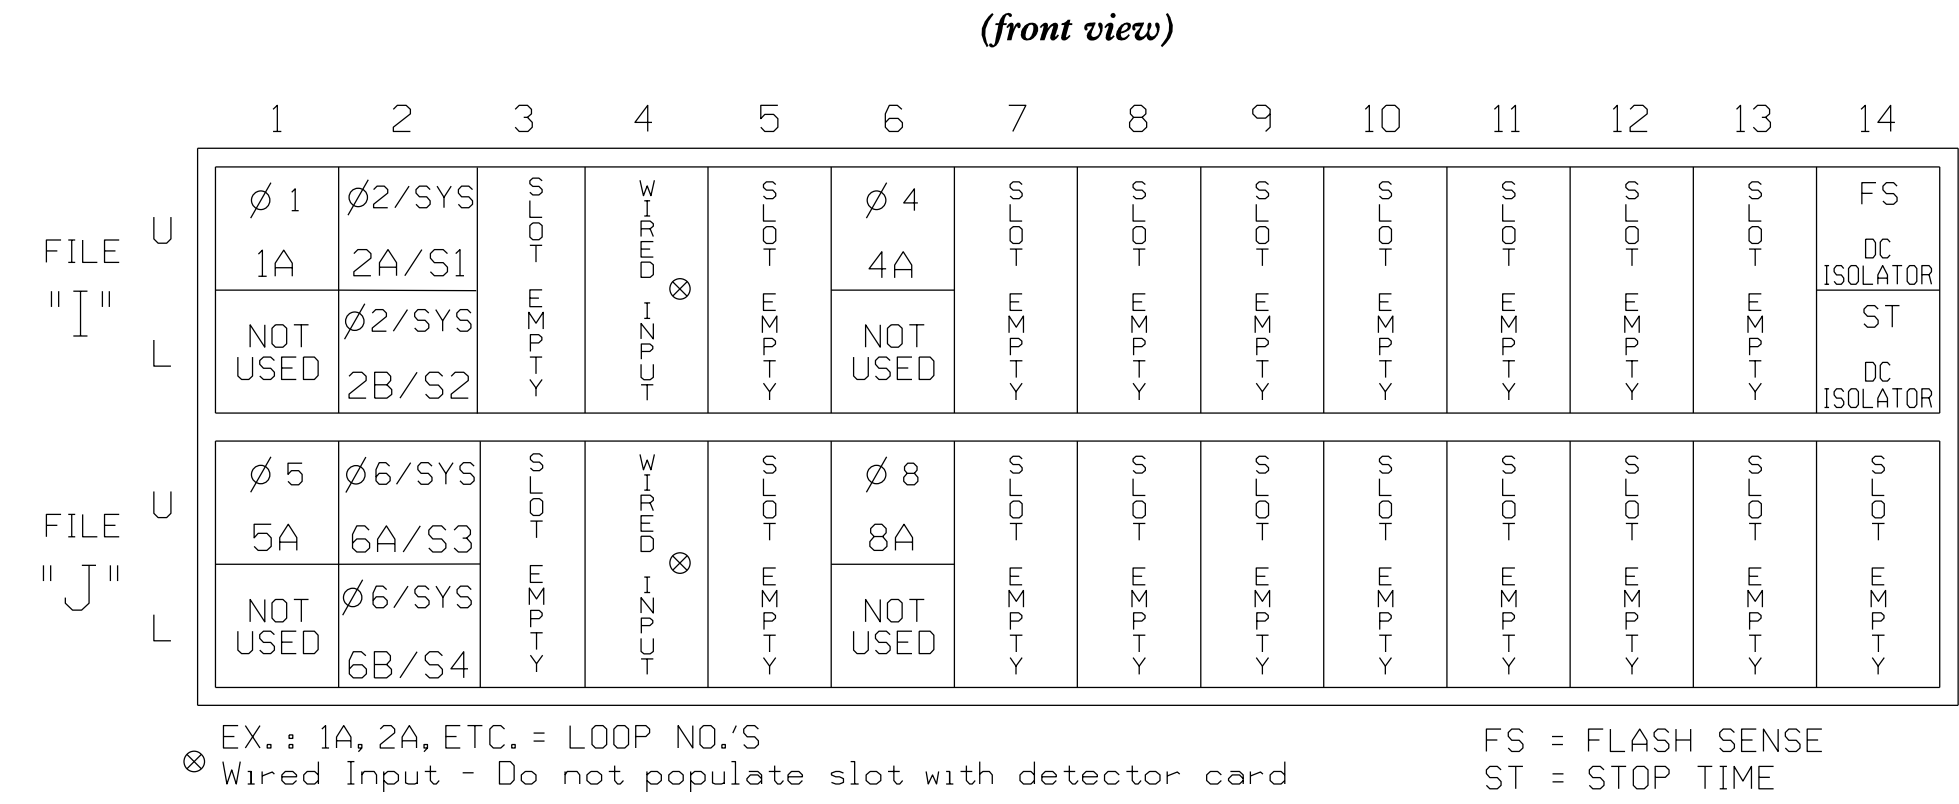 (front view)
1 2 3 4 5 6 7 8 9 10 11 12 13 14
FILE
"I"
U
L
Ø 1
1A
NOT
USED
Ø2/SYS
2A/S1
Ø2/SYS
2B/S2
SLOT EMPTY
WIRED INPUT
⊗
SLOT EMPTY
Ø 4
4A
NOT
USED
SLOT EMPTY
SLOT EMPTY
SLOT EMPTY
SLOT EMPTY
SLOT EMPTY
SLOT EMPTY
SLOT EMPTY
FS
DC
ISOLATOR
ST
DC
ISOLATOR
FILE
"J"
U
L
Ø 5
5A
NOT
USED
Ø6/SYS
6A/S3
Ø6/SYS
6B/S4
SLOT EMPTY
WIRED INPUT
⊗
SLOT EMPTY
Ø 8
8A
NOT
USED
SLOT EMPTY
SLOT EMPTY
SLOT EMPTY
SLOT EMPTY
SLOT EMPTY
SLOT EMPTY
SLOT EMPTY
SLOT EMPTY
EX.: 1A, 2A, ETC. = LOOP NO.'S
⊗ Wired Input - Do not populate slot with detector card
FS = FLASH SENSE
ST = STOP TIME